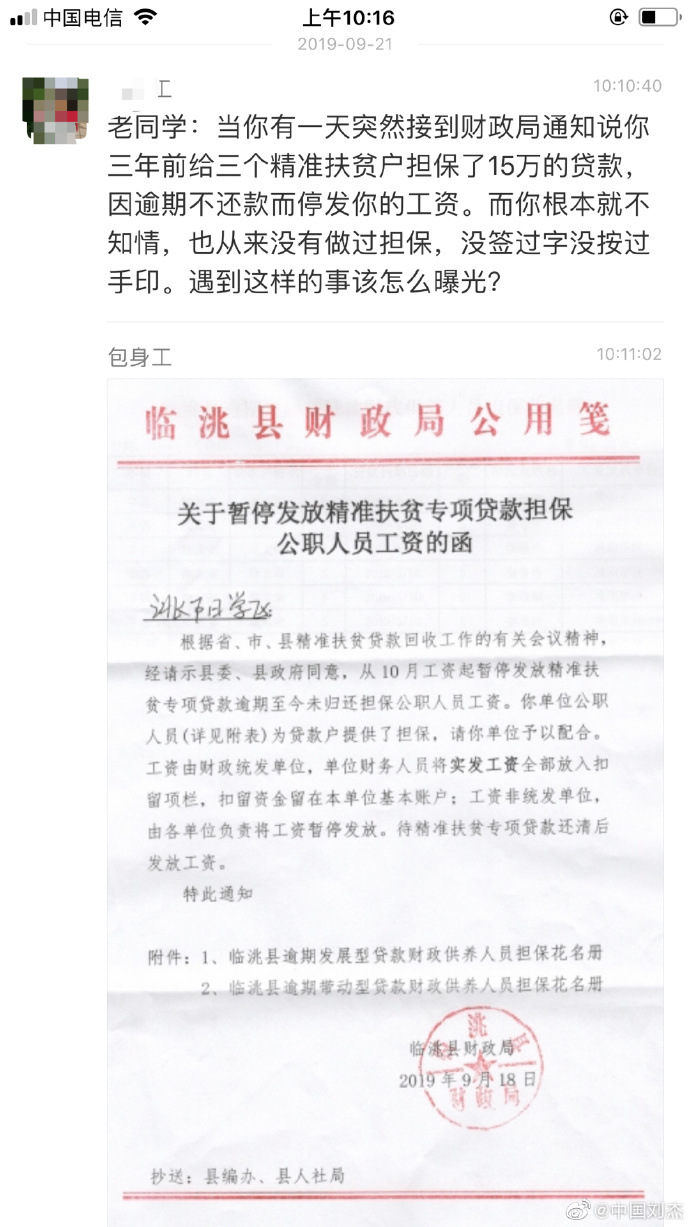 中国电信
上午10:16
2019-09-21
工
10:10:40
老同学：当你有一天突然接到财政局通知说你
三年前给三个精准扶贫户担保了15万的贷款，
因逾期不还款而停发你的工资。而你根本就不
知情，也从来没有做过担保，没签过字没按过
手印。遇到这样的事该怎么曝光？
包身工
10:11:02
临洮县财政局公用笺
关于暂停发放精准扶贫专项贷款担保
公职人员工资的函
学区
根据省、市、县精准扶贫贷款回收工作的有关会议精神，
经请示县委、县政府同意，从10月工资起暂停发放精准扶
贫专项贷款逾期至今未归还担保公职人员工资。你单位公职
人员(详见附表)为贷款户提供了担保，请你单位予以配合。
工资由财政统发单位，单位财务人员将实发工资全部放入扣
留项栏，扣留资金留在本单位基本账户；工资非统发单位，
由各单位负责将工资暂停发放。待精准扶贫专项贷款还清后
发放工资。
特此通知
附件：1、临洮县逾期发展型贷款财政供养人员担保花名册
2、临洮县逾期带动型贷款财政供养人员担保花名册
临洮县财政局
2019年9月18日
抄送：县编办、县人社局
@中国刘杰